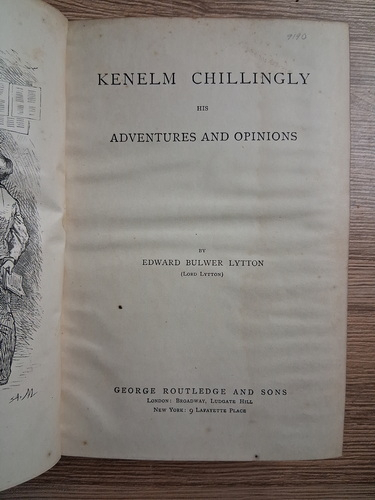 KENELM CHILLINGLY
HIS
ADVENTURES AND OPINIONS
BY
EDWARD BULWER LYTTON
(LORD LYTTON)
GEORGE ROUTLEDGE AND SONS
LONDON: BROADWAY, LUDGATE HILL
NEW YORK: 9 LAFAYETTE PLACE